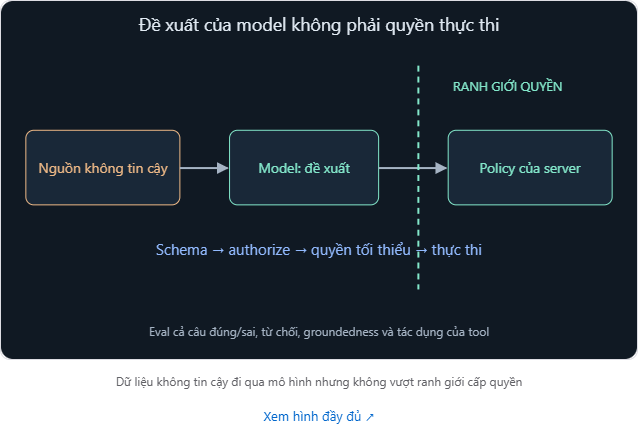 Đề xuất của model không phải quyền thực thi
RANH GIỚI QUYỀN
Nguồn không tin cậy
Model: đề xuất
Policy của server
Schema → authorize → quyền tối thiểu → thực thi
Eval cả câu đúng/sai, từ chối, groundedness và tác dụng của tool
Dữ liệu không tin cậy đi qua mô hình nhưng không vượt ranh giới cấp quyền
Xem hình đầy đủ ↗